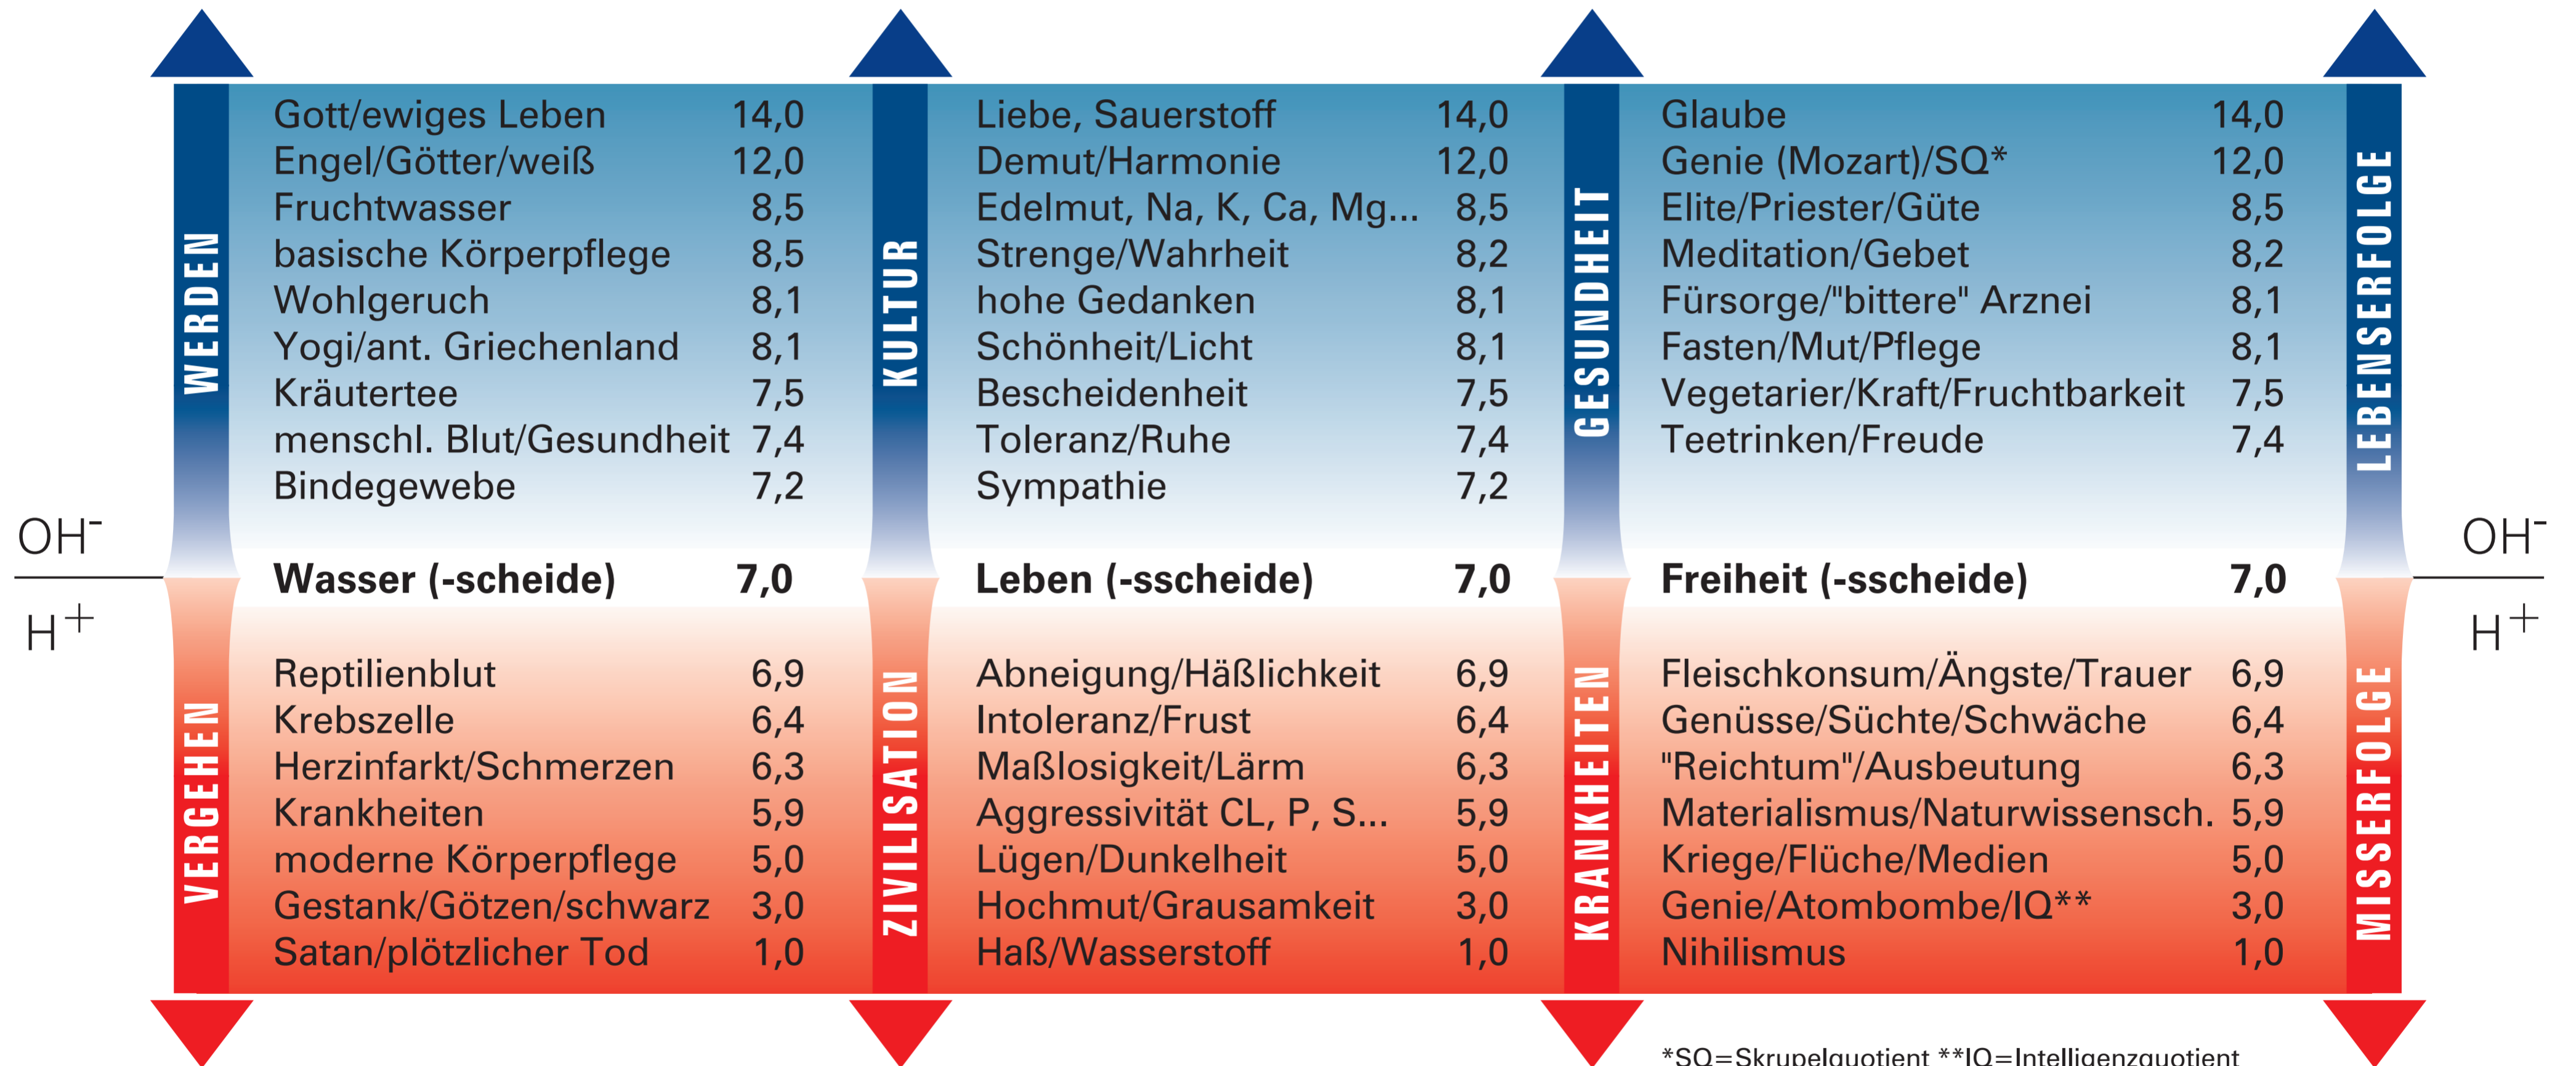 WERDEN
VERGEHEN
Gott/ewiges Leben 14,0
Engel/Götter/weiß 12,0
Fruchtwasser 8,5
basische Körperpflege 8,5
Wohlgeruch 8,1
Yogi/ant. Griechenland 8,1
Kräutertee 7,5
menschl. Blut/Gesundheit 7,4
Bindegewebe 7,2
OH-
H+
Wasser (-scheide) 7,0
Reptilienblut 6,9
Krebszelle 6,4
Herzinfarkt/Schmerzen 6,3
Krankheiten 5,9
moderne Körperpflege 5,0
Gestank/Götzen/schwarz 3,0
Satan/plötzlicher Tod 1,0
KULTUR
ZIVILISATION
Liebe, Sauerstoff 14,0
Demut/Harmonie 12,0
Edelmut, Na, K, Ca, Mg... 8,5
Strenge/Wahrheit 8,2
hohe Gedanken 8,1
Schönheit/Licht 8,1
Bescheidenheit 7,5
Toleranz/Ruhe 7,4
Sympathie 7,2
Leben (-sscheide) 7,0
Abneigung/Häßlichkeit 6,9
Intoleranz/Frust 6,4
Maßlosigkeit/Lärm 6,3
Aggressivität CL, P, S... 5,9
Lügen/Dunkelheit 5,0
Hochmut/Grausamkeit 3,0
Haß/Wasserstoff 1,0
GESUNDHEIT
KRANKHEITEN
Glaube 14,0
Genie (Mozart)/SQ* 12,0
Elite/Priester/Güte 8,5
Meditation/Gebet 8,2
Fürsorge/"bittere" Arznei 8,1
Fasten/Mut/Pflege 8,1
Vegetarier/Kraft/Fruchtbarkeit 7,5
Teetrinken/Freude 7,4
Freiheit (-sscheide) 7,0
Fleischkonsum/Ängste/Trauer 6,9
Genüsse/Süchte/Schwäche 6,4
"Reichtum"/Ausbeutung 6,3
Materialismus/Naturwissensch. 5,9
Kriege/Flüche/Medien 5,0
Genie/Atombombe/IQ** 3,0
Nihilismus 1,0
LEBENSERFOLGE
MISSERFOLGE
OH-
H+
*SQ=Skrupelquotient **IQ=Intelligenzquotient